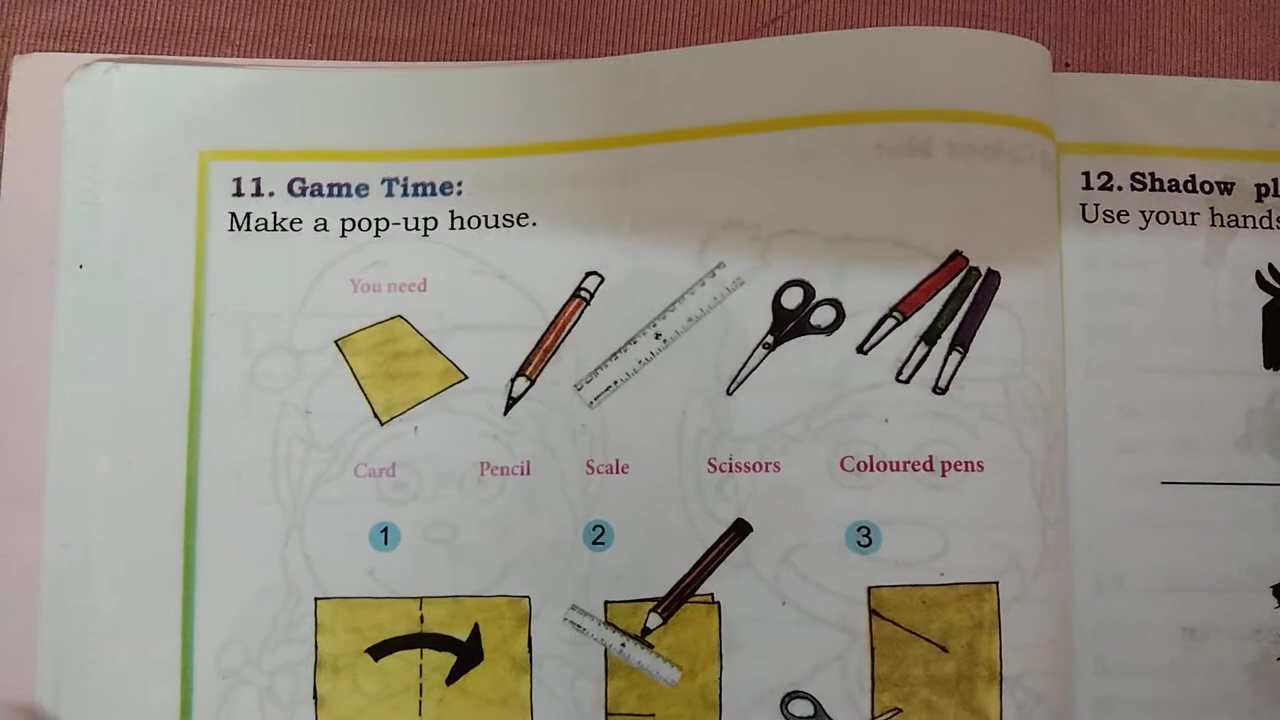 11. Game Time:
Make a pop-up house.
You need
Card Pencil Scale Scissors Coloured pens
1 2 3
12. Shadow
Use your hands